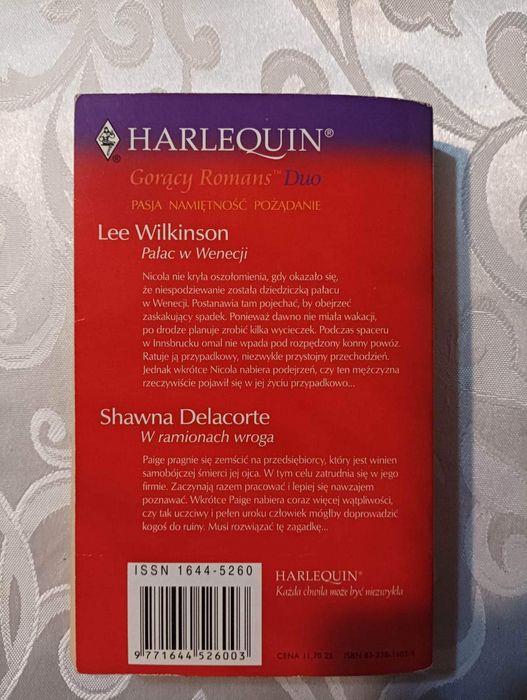 HARLEQUIN®
®
Gorący Romans™ Duo
PASJA NAMIĘTNOŚĆ POŻĄDANIE
Lee Wilkinson
Pałac w Wenecji
Nicola nie kryła oszołomienia, gdy okazało się,
że niespodziewanie została dziedziczką pałacu
w Wenecji. Postanawia tam pojechać, by obejrzeć
zaskakujący spadek. Ponieważ dawno nie miała wakacji,
po drodze planuje zrobić kilka wycieczek. Podczas spaceru
w Innsbrucku omal nie wpada pod rozpędzony konny powóz.
Ratuje ją przypadkowy, niezwykle przystojny przechodzień.
Jednak wkrótce Nicola nabiera podejrzeń, czy ten mężczyzna
rzeczywiście pojawił się w jej życiu przypadkowo...
Shawna Delacorte
W ramionach wroga
Paige pragnie się zemścić na przedsiębiorcy, który jest winien
samobójczej śmierci jej ojca. W tym celu zatrudnia się w jego
firmie. Zaczynają razem pracować i lepiej się nawzajem
poznawać. Wkrótce Paige nabiera coraz więcej wątpliwości,
czy tak uczciwy i pełen uroku człowiek mógłby doprowadzić
kogoś do ruiny. Musi rozwiązać tę zagadkę...
ISSN 1644-5260
9 771644 526003
HARLEQUIN®
Każda chwila może być niezwykła
CENA 11,70 ZŁ ISBN